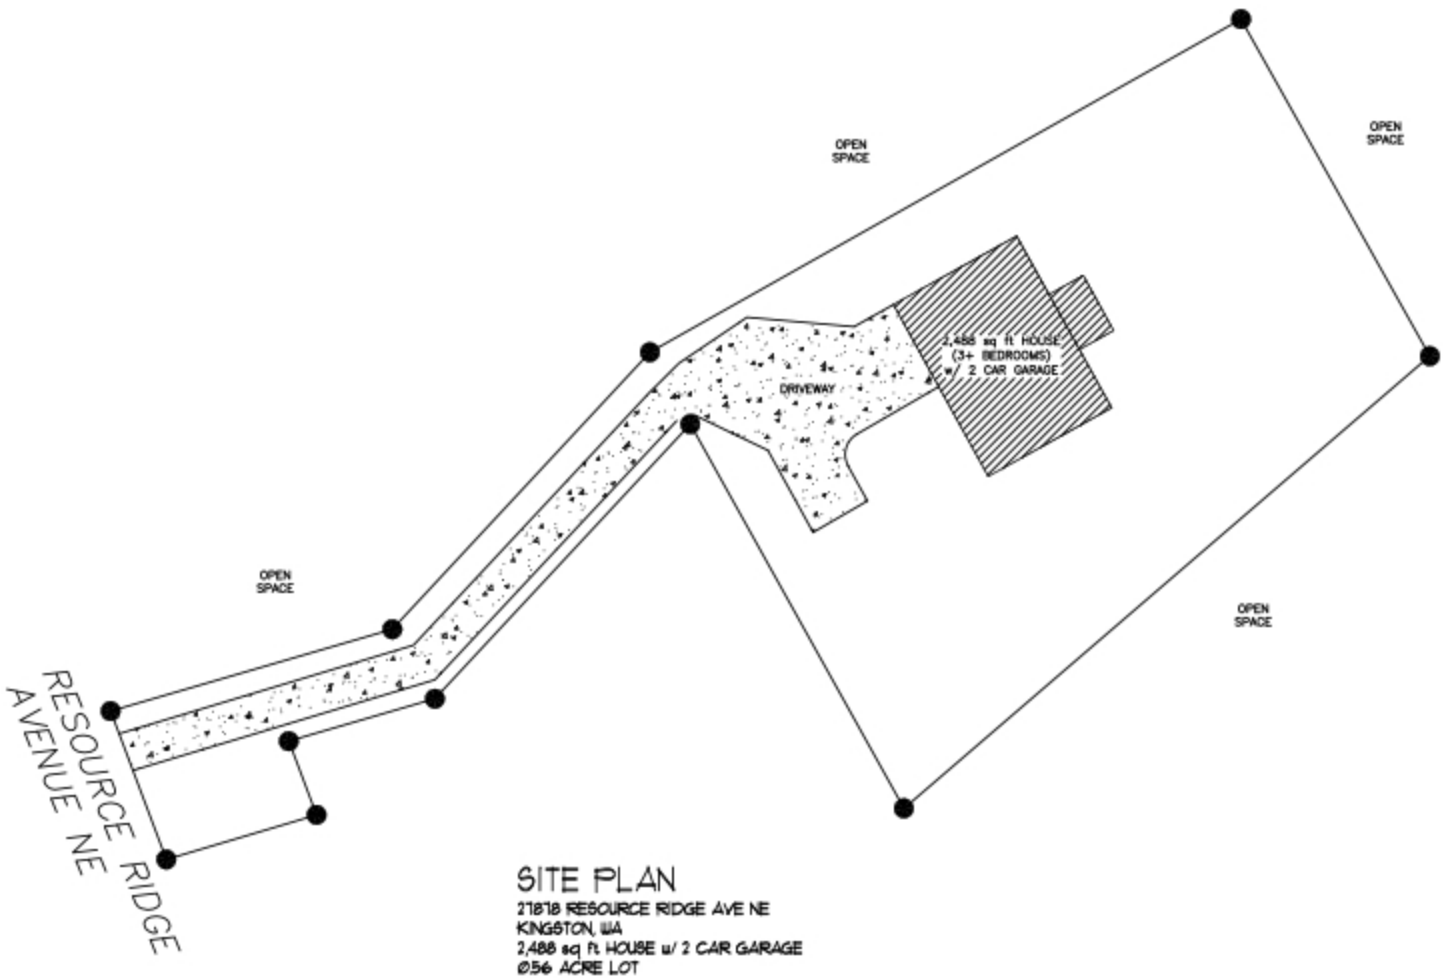 OPEN
SPACE
OPEN
SPACE
2,488 sq ft HOUSE
(3+ BEDROOMS)
w/ 2 CAR GARAGE
DRIVEWAY
OPEN
SPACE
OPEN
SPACE
RESOURCE RIDGE
AVENUE NE
SITE PLAN
27878 RESOURCE RIDGE AVE NE
KINGSTON, WA
2,488 sq ft HOUSE w/ 2 CAR GARAGE
0.56 ACRE LOT